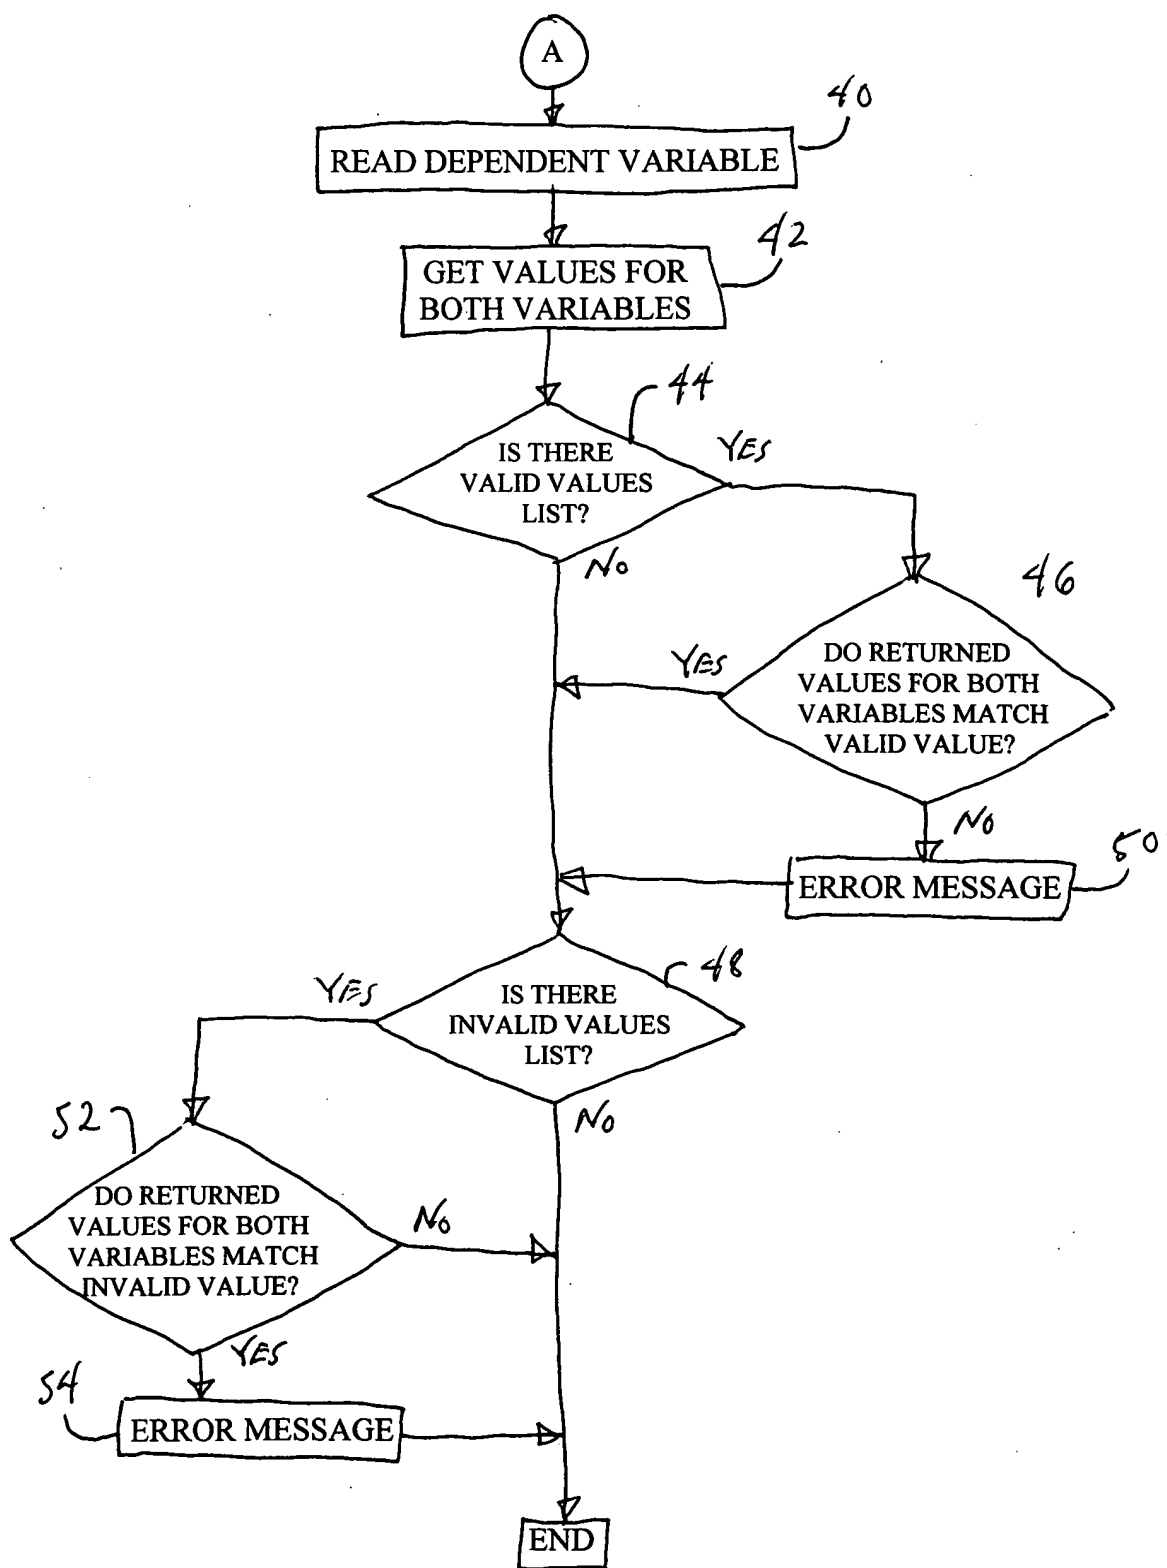 A
40
READ DEPENDENT VARIABLE
42
GET VALUES FOR
BOTH VARIABLES
44
IS THERE
VALID VALUES
LIST?
YES
NO
46
DO RETURNED
VALUES FOR BOTH
VARIABLES MATCH
VALID VALUE?
YES
NO
50
ERROR MESSAGE
48
IS THERE
INVALID VALUES
LIST?
YES
NO
52
DO RETURNED
VALUES FOR BOTH
VARIABLES MATCH
INVALID VALUE?
NO
YES
54
ERROR MESSAGE
END